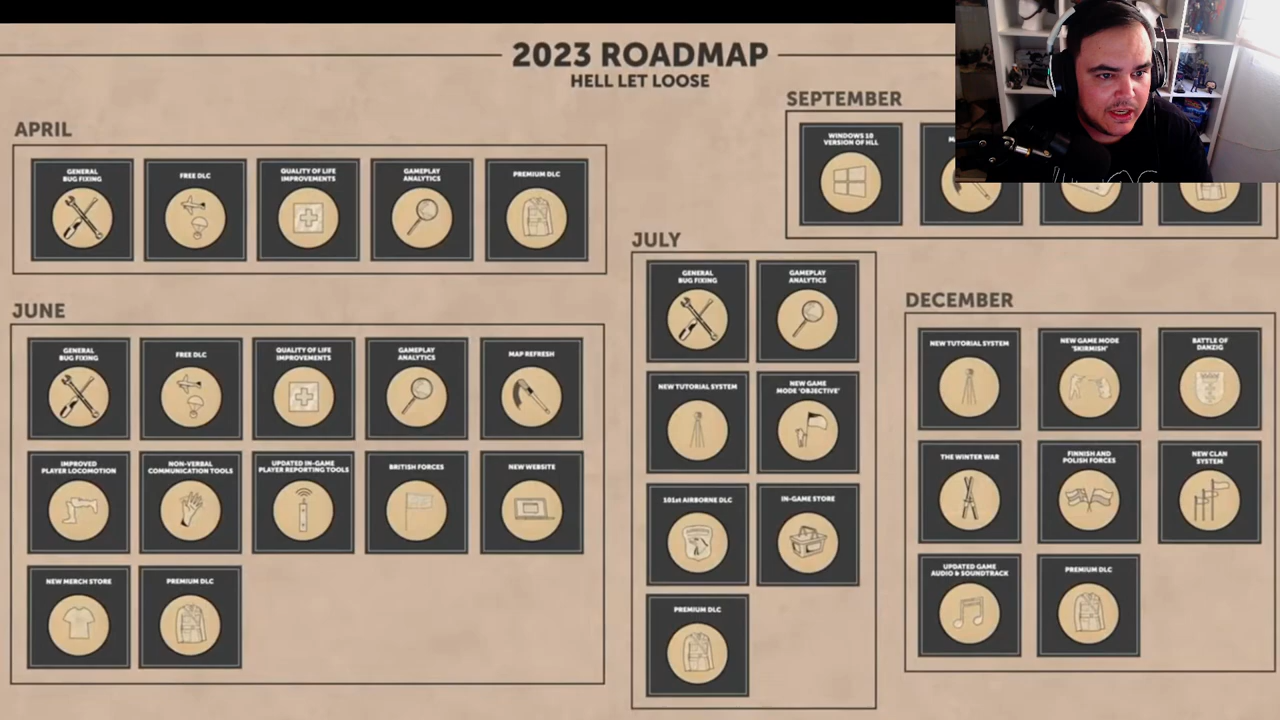 2023 ROADMAP
HELL LET LOOSE
APRIL
GENERAL
BUG FIXING
FREE DLC
QUALITY OF LIFE
IMPROVEMENTS
GAMEPLAY
ANALYTICS
PREMIUM DLC
JUNE
GENERAL
BUG FIXING
FREE DLC
QUALITY OF LIFE
IMPROVEMENTS
GAMEPLAY
ANALYTICS
MAP REFRESH
IMPROVED
PLAYER LOCOMOTION
NON-VERBAL
COMMUNICATION TOOLS
UPDATED IN-GAME
PLAYER REPORTING TOOLS
BRITISH FORCES
NEW WEBSITE
NEW MERCH STORE
PREMIUM DLC
JULY
GENERAL
BUG FIXING
GAMEPLAY
ANALYTICS
NEW TUTORIAL SYSTEM
NEW GAME
MODE 'OBJECTIVE'
101st AIRBORNE DLC
IN-GAME STORE
PREMIUM DLC
SEPTEMBER
WINDOWS 10
VERSION OF HLL
DECEMBER
NEW TUTORIAL SYSTEM
NEW GAME MODE
'SKIRMISH'
BATTLE OF
DANZIG
THE WINTER WAR
FINNISH AND
POLISH FORCES
NEW CLAN
SYSTEM
UPDATED GAME
AUDIO & SOUNDTRACK
PREMIUM DLC